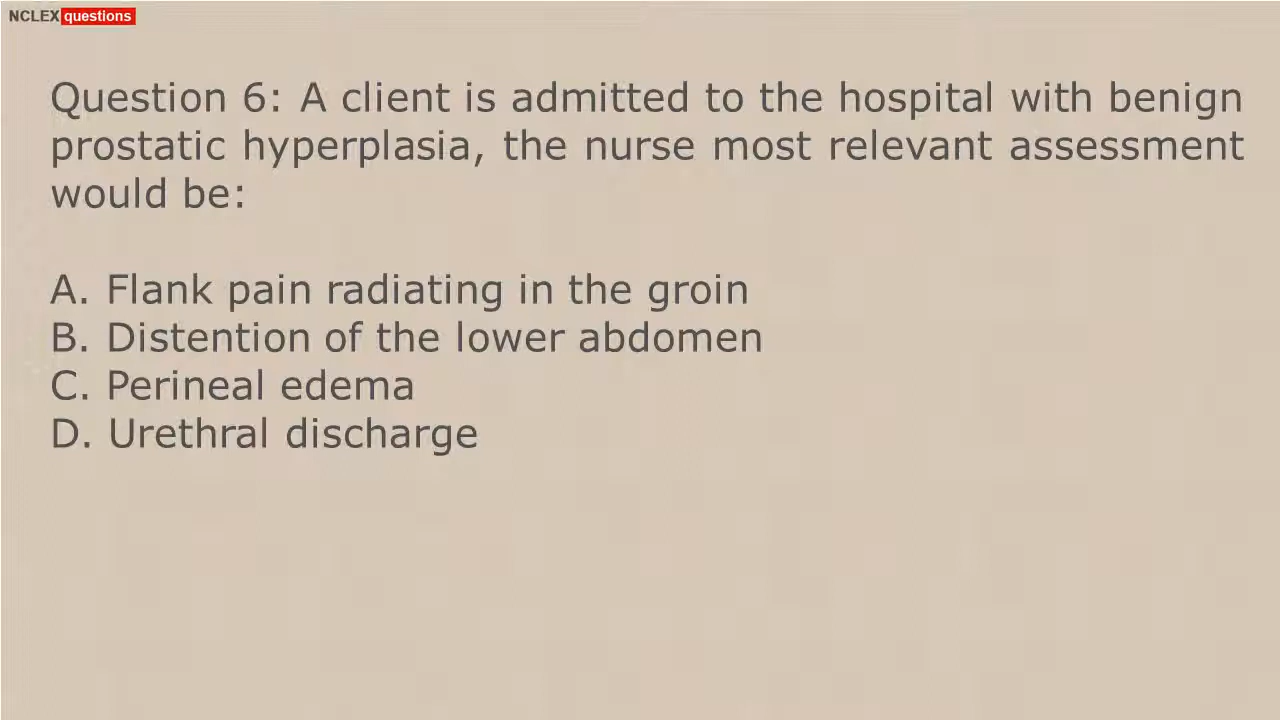 NCLEX questions
Question 6: A client is admitted to the hospital with benign
prostatic hyperplasia, the nurse most relevant assessment
would be:
A. Flank pain radiating in the groin
B. Distention of the lower abdomen
C. Perineal edema
D. Urethral discharge